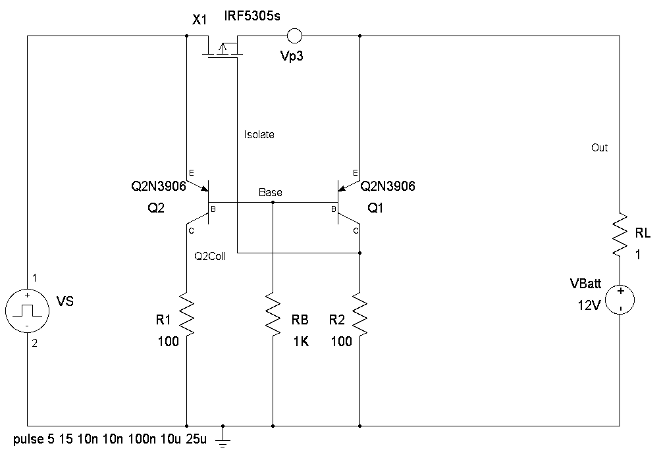 X1
IRF5305s
Vp3
Isolate
Out
E
E
Q2N3906
Base
Q2N3906
B
B
Q2
Q1
C
C
Q2Coll
RL
1
1
VBatt
12V
+
-
+
-
VS
2
R1
100
RB
1K
R2
100
pulse 5 15 10n 10n 100n 10u 25u